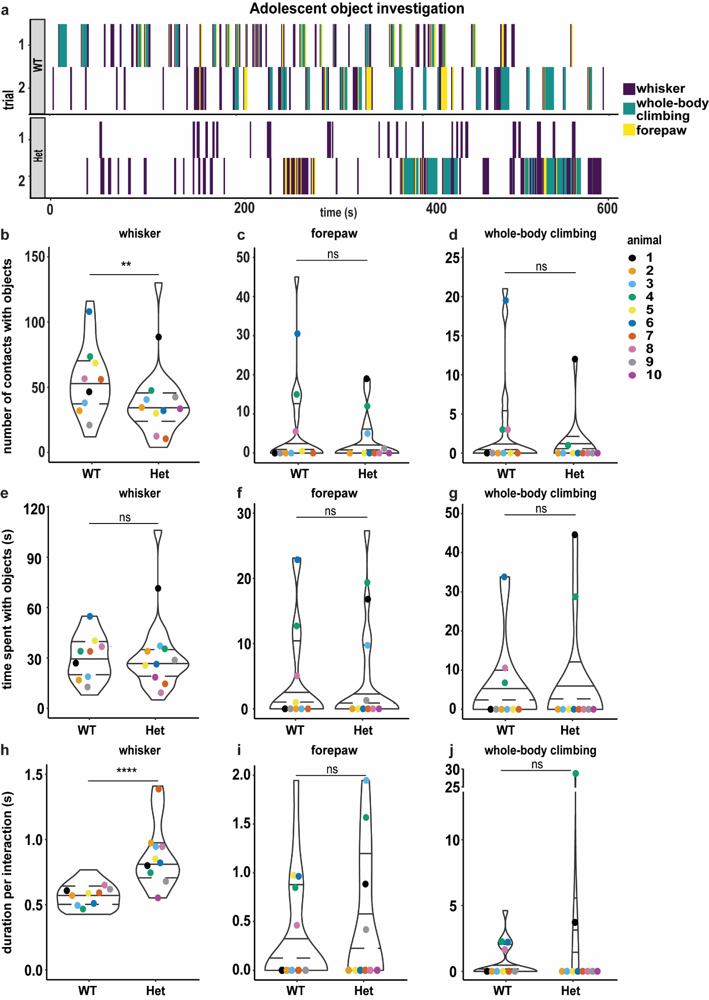 a
Adolescent object investigation
trial
WT
1
2
Het
1
2
0
200
400
600
time (s)
whisker
whole-body
climbing
forepaw
b
whisker
number of contacts with objects
150
100
50
0
**
WT
Het
c
forepaw
50
40
30
20
10
0
ns
WT
Het
d
whole-body climbing
25
20
15
10
5
0
ns
WT
Het
animal
1
2
3
4
5
6
7
8
9
10
e
whisker
time spent with objects (s)
120
90
60
30
0
ns
WT
Het
f
forepaw
30
20
10
0
ns
WT
Het
g
whole-body climbing
50
40
30
20
10
0
ns
WT
Het
h
whisker
duration per interaction (s)
1.5
1.0
0.5
0.0
****
WT
Het
i
forepaw
2.0
1.5
1.0
0.5
0.0
ns
WT
Het
j
whole-body climbing
30
25
10
5
0
ns
WT
Het